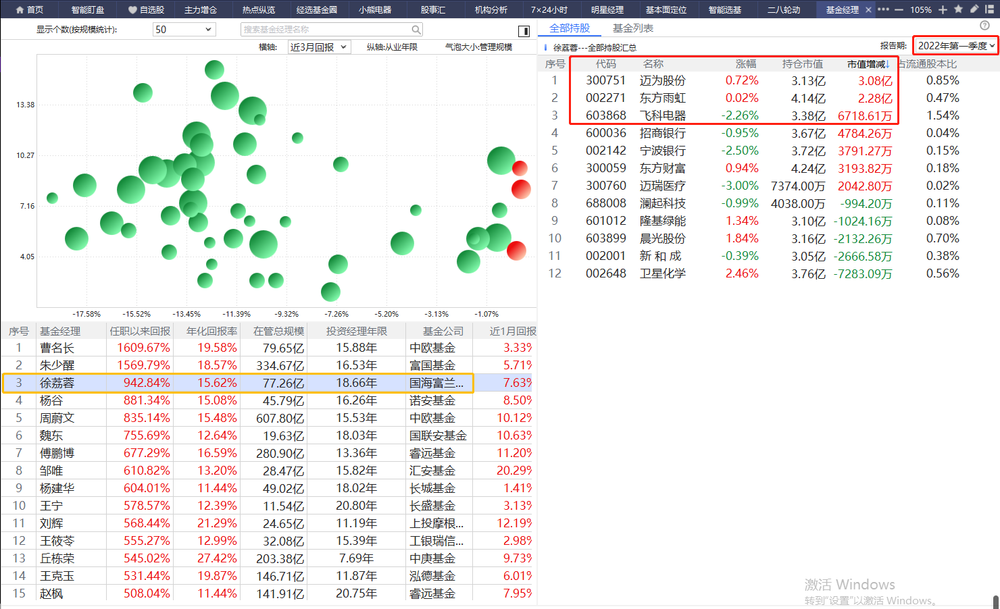 首页 智能盯盘 自选股 主力增仓 热点纵览 经选基金圈 小能电器 股事汇 机构分析 7×24小时 明星经理 基本面定位 智能选基 二八轮动 基金经理 × ••• — 105% +
显示个数(按规模统计): 50 搜索基金经理名称
横轴: 近3月回报 纵轴:从业年限 气泡大小:管理规模
13.38
10.27
7.16
4.05
-17.58% -15.52% -13.45% -11.39% -9.32% -7.26% -5.20% -3.13% -1.07%
序号 基金经理 任职以来回报 年化回报率 在管总规模 投资经理年限 基金公司 近1月回报
1 曹名长 1609.67% 19.58% 79.65亿 15.88年 中欧基金 3.33%
2 朱少醒 1569.79% 18.57% 334.67亿 16.53年 富国基金 5.71%
3 徐荔蓉 942.84% 15.62% 77.26亿 18.66年 国海富兰... 7.63%
4 杨谷 881.34% 15.08% 45.79亿 16.26年 诺安基金 8.50%
5 周蔚文 835.14% 15.48% 607.80亿 15.53年 中欧基金 10.12%
6 魏东 755.69% 12.64% 19.63亿 18.03年 国联安基金 10.63%
7 傅鹏博 677.29% 16.59% 280.90亿 13.36年 睿远基金 11.20%
8 邹唯 610.82% 13.20% 28.47亿 15.82年 汇安基金 20.29%
9 杨建华 604.01% 11.44% 49.02亿 18.02年 长城基金 1.41%
10 王宁 578.57% 12.39% 11.54亿 20.80年 长盛基金 3.13%
11 刘辉 568.44% 21.29% 24.65亿 11.19年 上投摩根... 12.19%
12 王筱苓 555.27% 12.99% 32.08亿 15.39年 工银瑞信... 2.98%
13 丘栋荣 545.02% 27.42% 203.38亿 7.69年 中庚基金 9.73%
14 王克玉 531.44% 19.87% 146.71亿 11.87年 泓德基金 6.01%
15 赵枫 508.04% 11.44% 141.91亿 20.75年 睿远基金 7.95%
全部持股 基金列表 ?
徐荔蓉---全部持股汇总 报告期: 2022年第一季度
序号 代码 名称 涨幅 持仓市值 市值增减↓ 占流通股本比
1 300751 迈为股份 0.72% 3.13亿 3.08亿 0.85%
2 002271 东方雨虹 0.02% 4.14亿 2.28亿 0.47%
3 603868 飞科电器 -2.26% 3.38亿 6718.61万 1.54%
4 600036 招商银行 -0.95% 3.67亿 4784.26万 0.04%
5 002142 宁波银行 -2.50% 3.72亿 3791.27万 0.15%
6 300059 东方财富 0.94% 4.24亿 3193.82万 0.18%
7 300760 迈瑞医疗 -3.00% 7374.00万 2042.80万 0.02%
8 688008 澜起科技 -0.99% 4038.00万 -994.20万 0.11%
9 601012 隆基绿能 1.34% 3.10亿 -1024.16万 0.08%
10 603899 晨光股份 1.84% 3.16亿 -2132.26万 0.70%
11 002001 新 和 成 -0.39% 3.05亿 -2666.58万 0.38%
12 002648 卫星化学 2.46% 3.76亿 -7283.09万 0.56%
激活 Windows
转到"设置"以激活 Windows。